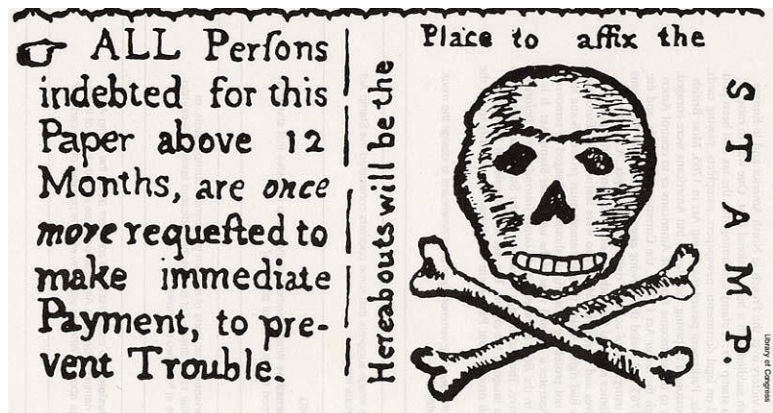 ☞ ALL Perſons
indebted for this
Paper above 12
Months, are once
more requeſted to
make immediate
Payment, to pre-
vent Trouble.
Hereabouts will be the
Place to affix the
STAMP.
Library of Congress